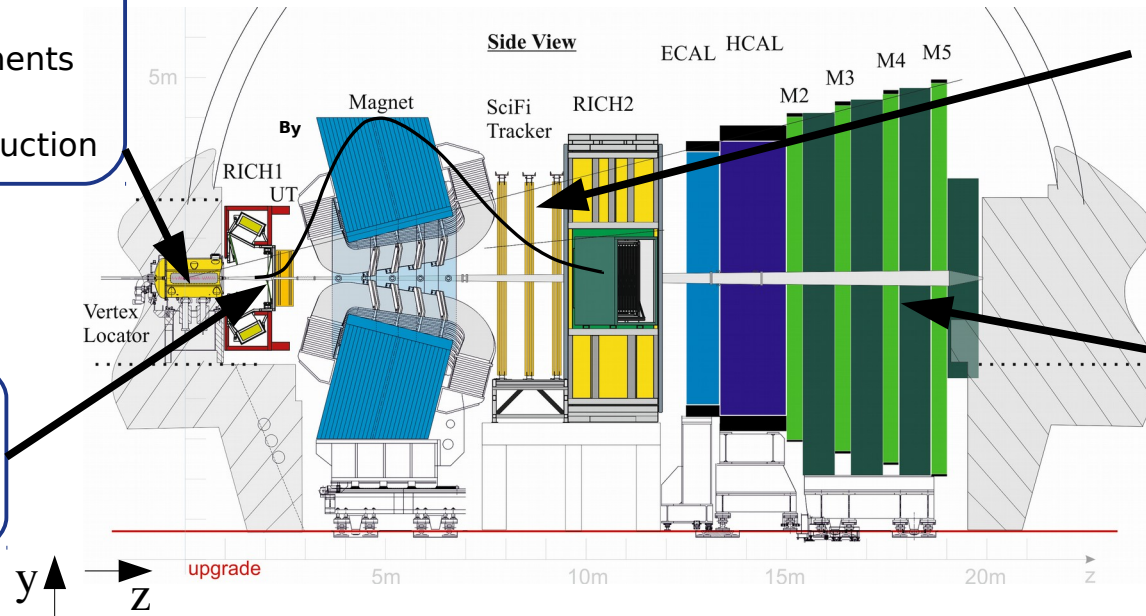 nents
uction
5m
Side View
ECAL
HCAL
M2
M3
M4
M5
Magnet
SciFi
Tracker
RICH2
By
RICH1
UT
Vertex
Locator
y
z
upgrade
5m
10m
15m
20m
z